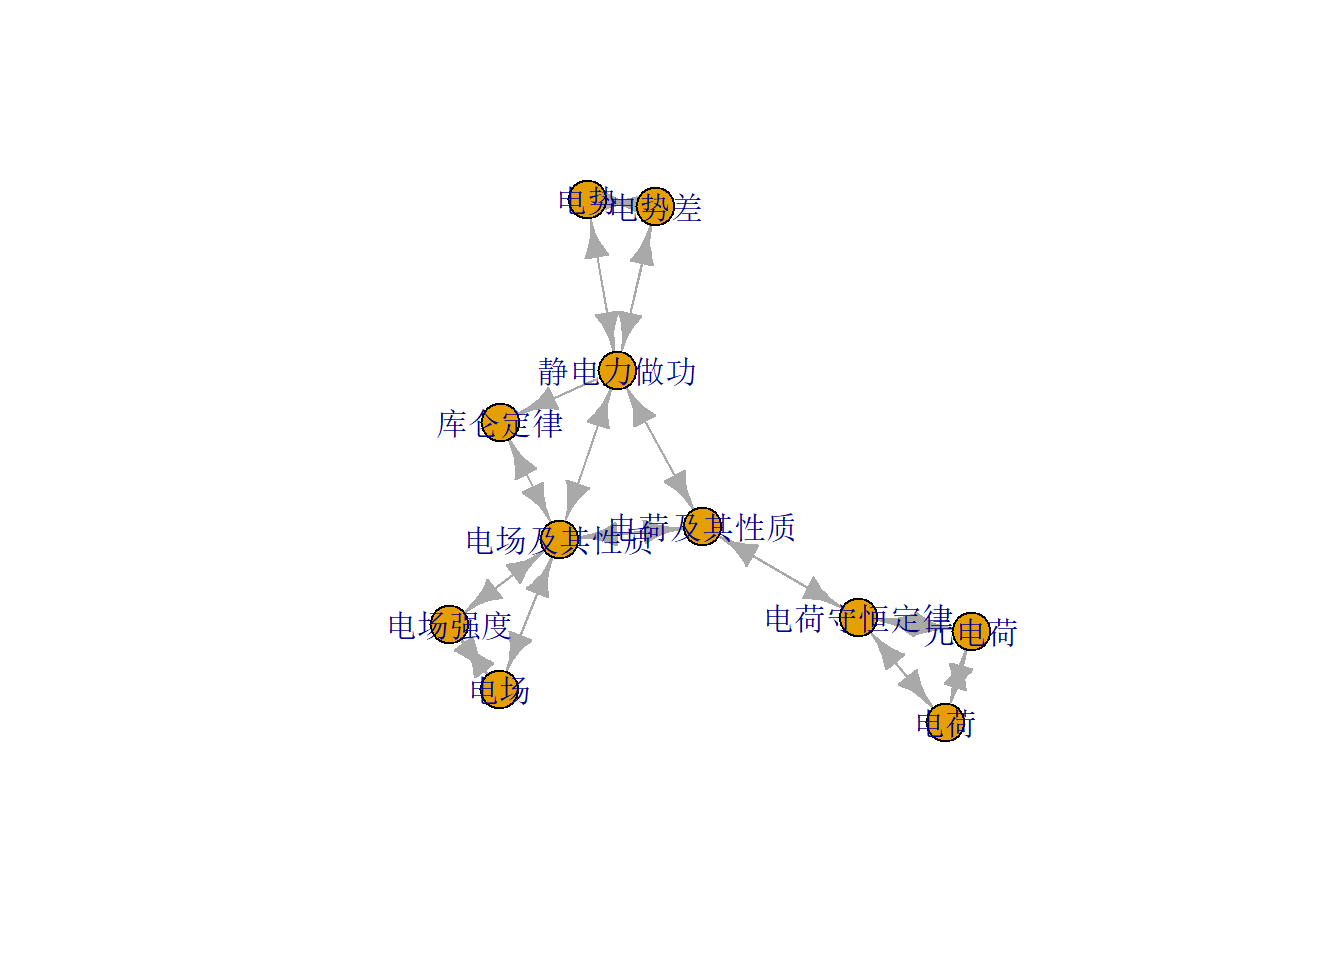 电势
电势差
静电力做功
库仑定律
电荷及其性质
电场及其性质
电荷守恒定律
电场强度
元电荷
电场
电荷